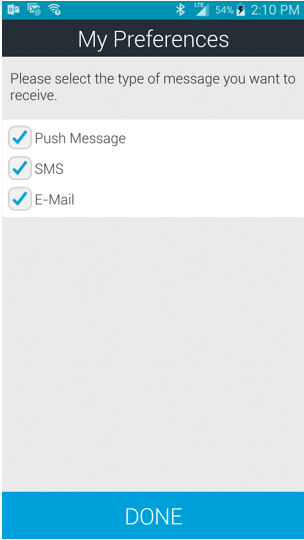 LTE 54% 2:10 PM
My Preferences
Please select the type of message you want to
receive.
Push Message
SMS
E-Mail
DONE